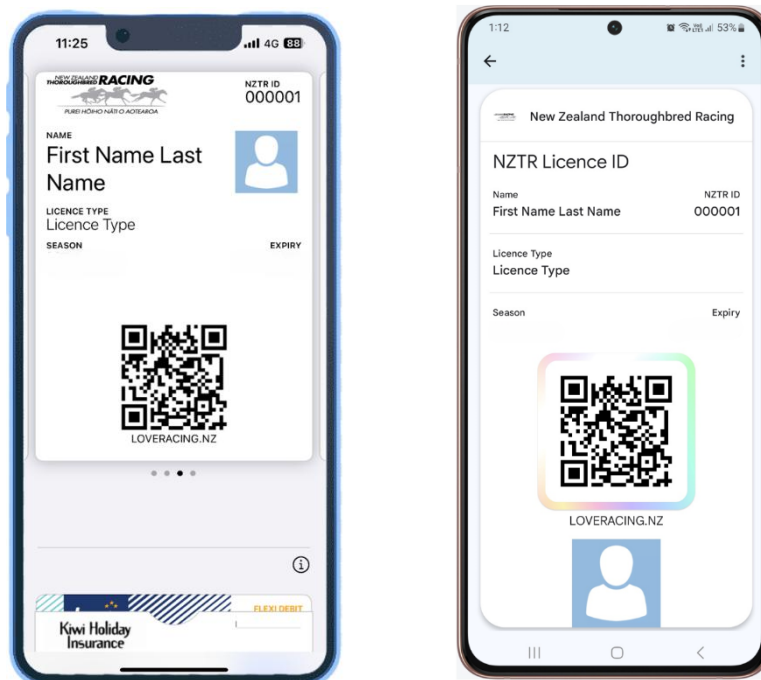 11:25
4G 88
NEW ZEALAND
THOROUGHBRED RACING
PUREI HŌIHO NĀTI O AOTEAROA
NZTR ID
000001
NAME
First Name Last
Name
LICENCE TYPE
Licence Type
SEASON EXPIRY
LOVERACING.NZ
FLEXI DEBIT
Kiwi Holiday
Insurance
1:12
53%
New Zealand Thoroughbred Racing
NZTR Licence ID
Name NZTR ID
First Name Last Name 000001
Licence Type
Licence Type
Season Expiry
LOVERACING.NZ